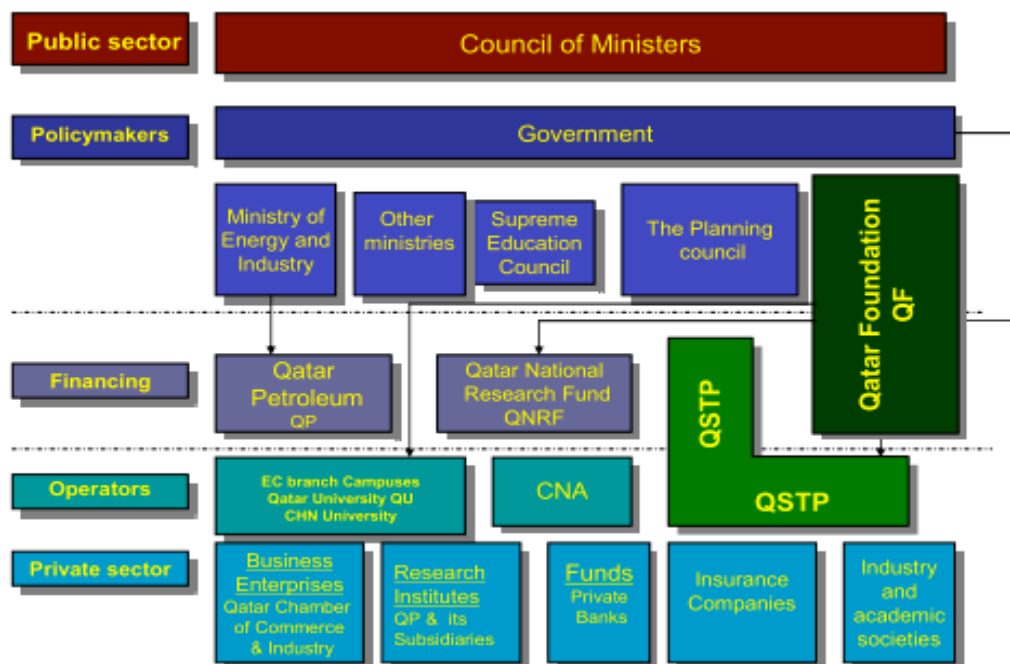 Public sector
Council of Ministers
Policymakers
Government
Ministry of
Energy and
Industry
Other
ministries
Supreme
Education
Council
The Planning
council
Qatar Foundation
QF
Financing
Qatar
Petroleum
QP
Qatar National
Research Fund
QNRF
QSTP
Operators
EC branch Campuses
Qatar University QU
CHN University
CNA
QSTP
Private sector
Business
Enterprises
Qatar Chamber
of Commerce
& Industry
Research
Institutes
QP & its
Subsidiaries
Funds
Private
Banks
Insurance
Companies
Industry
and
academic
societies